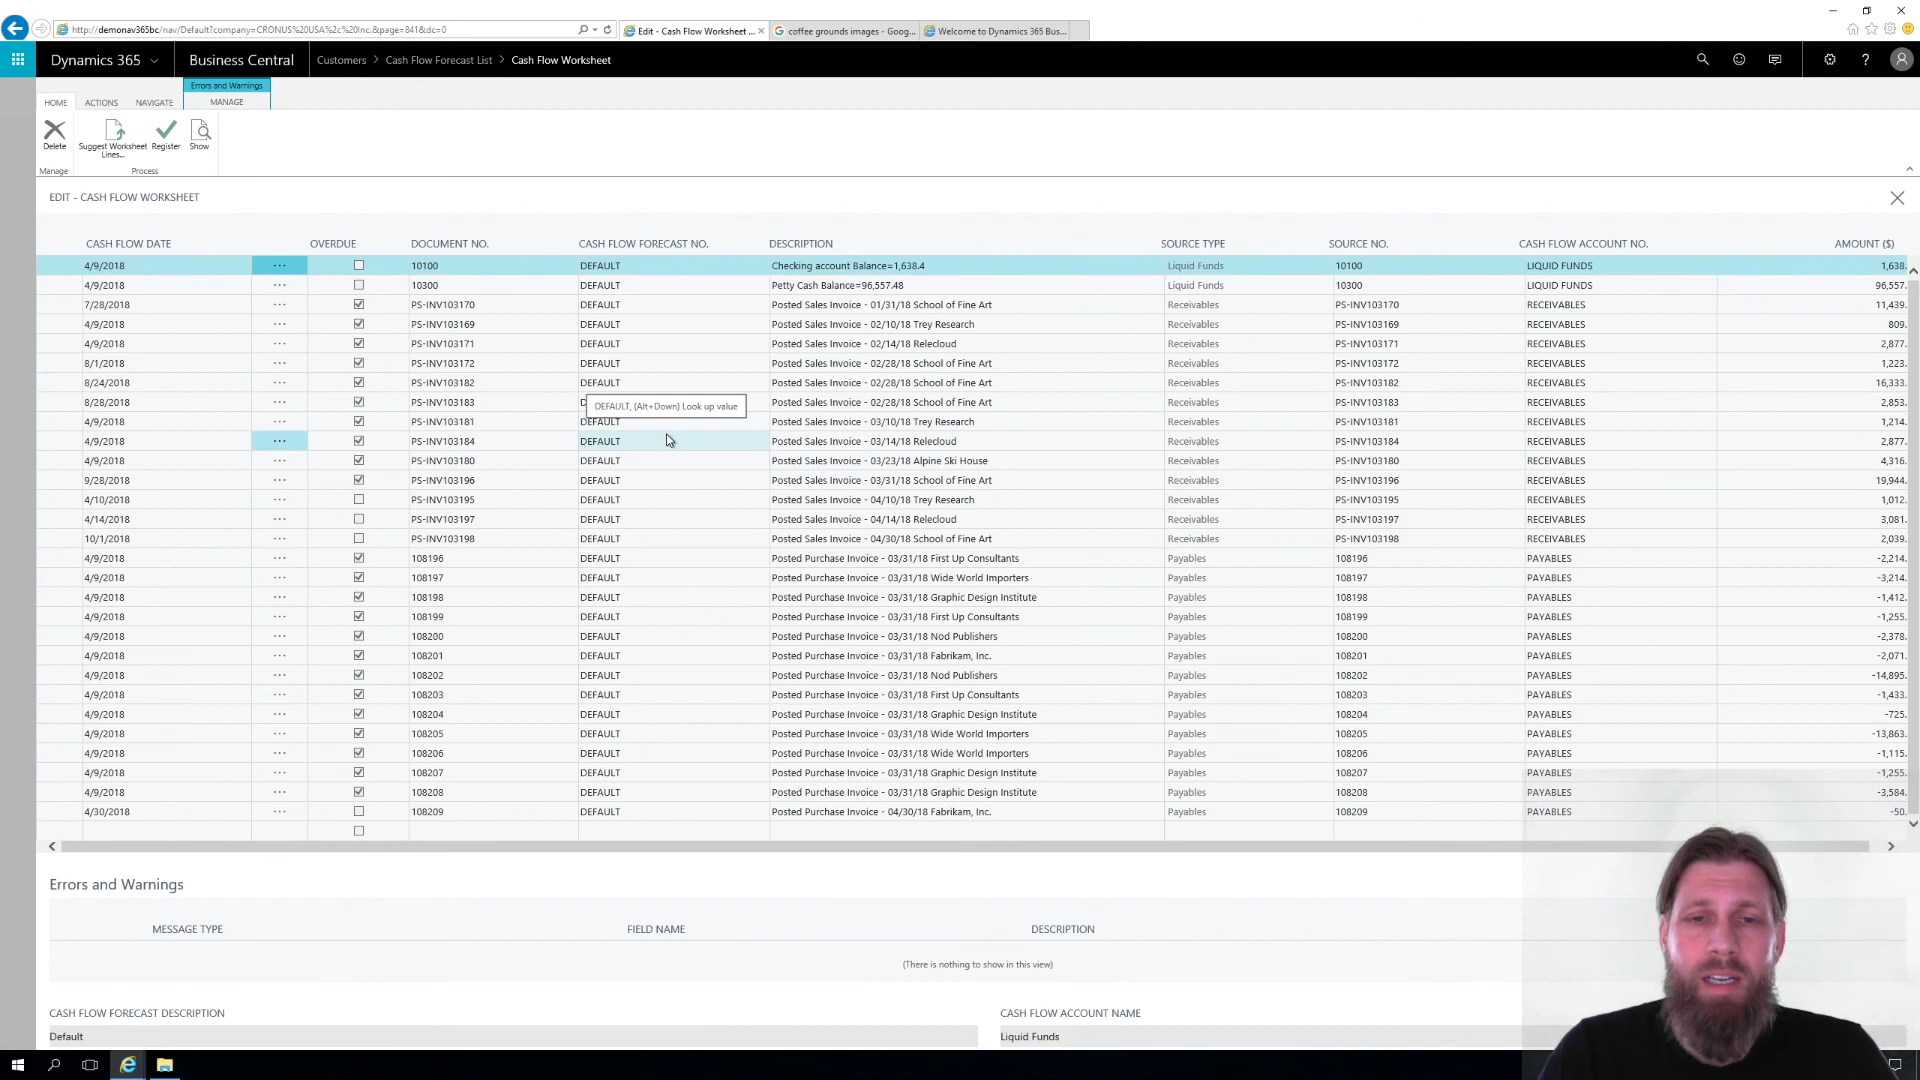 http://demonav365bc/nav/Default?company=CRONUS%20USA%2c%20Inc.&page=841&dc=0
Edit - Cash Flow Worksheet ...
coffee grounds images - Goog...
Welcome to Dynamics 365 Bus...
Dynamics 365
Business Central
Customers > Cash Flow Forecast List > Cash Flow Worksheet
Errors and Warnings
HOME ACTIONS NAVIGATE MANAGE
Delete
Suggest Worksheet Lines...
Register
Show
Manage Process
EDIT - CASH FLOW WORKSHEET
CASH FLOW DATE OVERDUE DOCUMENT NO. CASH FLOW FORECAST NO. DESCRIPTION SOURCE TYPE SOURCE NO. CASH FLOW ACCOUNT NO. AMOUNT ($)
4/9/2018 ... 10100 DEFAULT Checking account Balance=1,638.4 Liquid Funds 10100 LIQUID FUNDS 1,638.
4/9/2018 ... 10300 DEFAULT Petty Cash Balance=96,557.48 Liquid Funds 10300 LIQUID FUNDS 96,557.
7/28/2018 ... PS-INV103170 DEFAULT Posted Sales Invoice - 01/31/18 School of Fine Art Receivables PS-INV103170 RECEIVABLES 11,439.
4/9/2018 ... PS-INV103169 DEFAULT Posted Sales Invoice - 02/10/18 Trey Research Receivables PS-INV103169 RECEIVABLES 809.
4/9/2018 ... PS-INV103171 DEFAULT Posted Sales Invoice - 02/14/18 Relecloud Receivables PS-INV103171 RECEIVABLES 2,877.
8/1/2018 ... PS-INV103172 DEFAULT Posted Sales Invoice - 02/28/18 School of Fine Art Receivables PS-INV103172 RECEIVABLES 1,223.
8/24/2018 ... PS-INV103182 DEFAULT Posted Sales Invoice - 02/28/18 School of Fine Art Receivables PS-INV103182 RECEIVABLES 16,333.
8/28/2018 ... PS-INV103183 D Posted Sales Invoice - 02/28/18 School of Fine Art Receivables PS-INV103183 RECEIVABLES 2,853.
DEFAULT, (Alt+Down) Look up value
4/9/2018 ... PS-INV103181 DEFAULT Posted Sales Invoice - 03/10/18 Trey Research Receivables PS-INV103181 RECEIVABLES 1,214.
4/9/2018 ... PS-INV103184 DEFAULT Posted Sales Invoice - 03/14/18 Relecloud Receivables PS-INV103184 RECEIVABLES 2,877.
4/9/2018 ... PS-INV103180 DEFAULT Posted Sales Invoice - 03/23/18 Alpine Ski House Receivables PS-INV103180 RECEIVABLES 4,316.
9/28/2018 ... PS-INV103196 DEFAULT Posted Sales Invoice - 03/31/18 School of Fine Art Receivables PS-INV103196 RECEIVABLES 19,944.
4/10/2018 ... PS-INV103195 DEFAULT Posted Sales Invoice - 04/10/18 Trey Research Receivables PS-INV103195 RECEIVABLES 1,012.
4/14/2018 ... PS-INV103197 DEFAULT Posted Sales Invoice - 04/14/18 Relecloud Receivables PS-INV103197 RECEIVABLES 3,081.
10/1/2018 ... PS-INV103198 DEFAULT Posted Sales Invoice - 04/30/18 School of Fine Art Receivables PS-INV103198 RECEIVABLES 2,039.
4/9/2018 ... 108196 DEFAULT Posted Purchase Invoice - 03/31/18 First Up Consultants Payables 108196 PAYABLES -2,214.
4/9/2018 ... 108197 DEFAULT Posted Purchase Invoice - 03/31/18 Wide World Importers Payables 108197 PAYABLES -3,214.
4/9/2018 ... 108198 DEFAULT Posted Purchase Invoice - 03/31/18 Graphic Design Institute Payables 108198 PAYABLES -1,412.
4/9/2018 ... 108199 DEFAULT Posted Purchase Invoice - 03/31/18 First Up Consultants Payables 108199 PAYABLES -1,255.
4/9/2018 ... 108200 DEFAULT Posted Purchase Invoice - 03/31/18 Nod Publishers Payables 108200 PAYABLES -2,378.
4/9/2018 ... 108201 DEFAULT Posted Purchase Invoice - 03/31/18 Fabrikam, Inc. Payables 108201 PAYABLES -2,071.
4/9/2018 ... 108202 DEFAULT Posted Purchase Invoice - 03/31/18 Nod Publishers Payables 108202 PAYABLES -14,895.
4/9/2018 ... 108203 DEFAULT Posted Purchase Invoice - 03/31/18 First Up Consultants Payables 108203 PAYABLES -1,433.
4/9/2018 ... 108204 DEFAULT Posted Purchase Invoice - 03/31/18 Graphic Design Institute Payables 108204 PAYABLES -725.
4/9/2018 ... 108205 DEFAULT Posted Purchase Invoice - 03/31/18 Wide World Importers Payables 108205 PAYABLES -13,863.
4/9/2018 ... 108206 DEFAULT Posted Purchase Invoice - 03/31/18 Wide World Importers Payables 108206 PAYABLES -1,115.
4/9/2018 ... 108207 DEFAULT Posted Purchase Invoice - 03/31/18 Graphic Design Institute Payables 108207 PAYABLES -1,255.
4/9/2018 ... 108208 DEFAULT Posted Purchase Invoice - 03/31/18 Graphic Design Institute Payables 108208 PAYABLES -3,584.
4/30/2018 ... 108209 DEFAULT Posted Purchase Invoice - 04/30/18 Fabrikam, Inc. Payables 108209 PAYABLES -50.
Errors and Warnings
MESSAGE TYPE FIELD NAME DESCRIPTION
(There is nothing to show in this view)
CASH FLOW FORECAST DESCRIPTION CASH FLOW ACCOUNT NAME
Default Liquid Funds